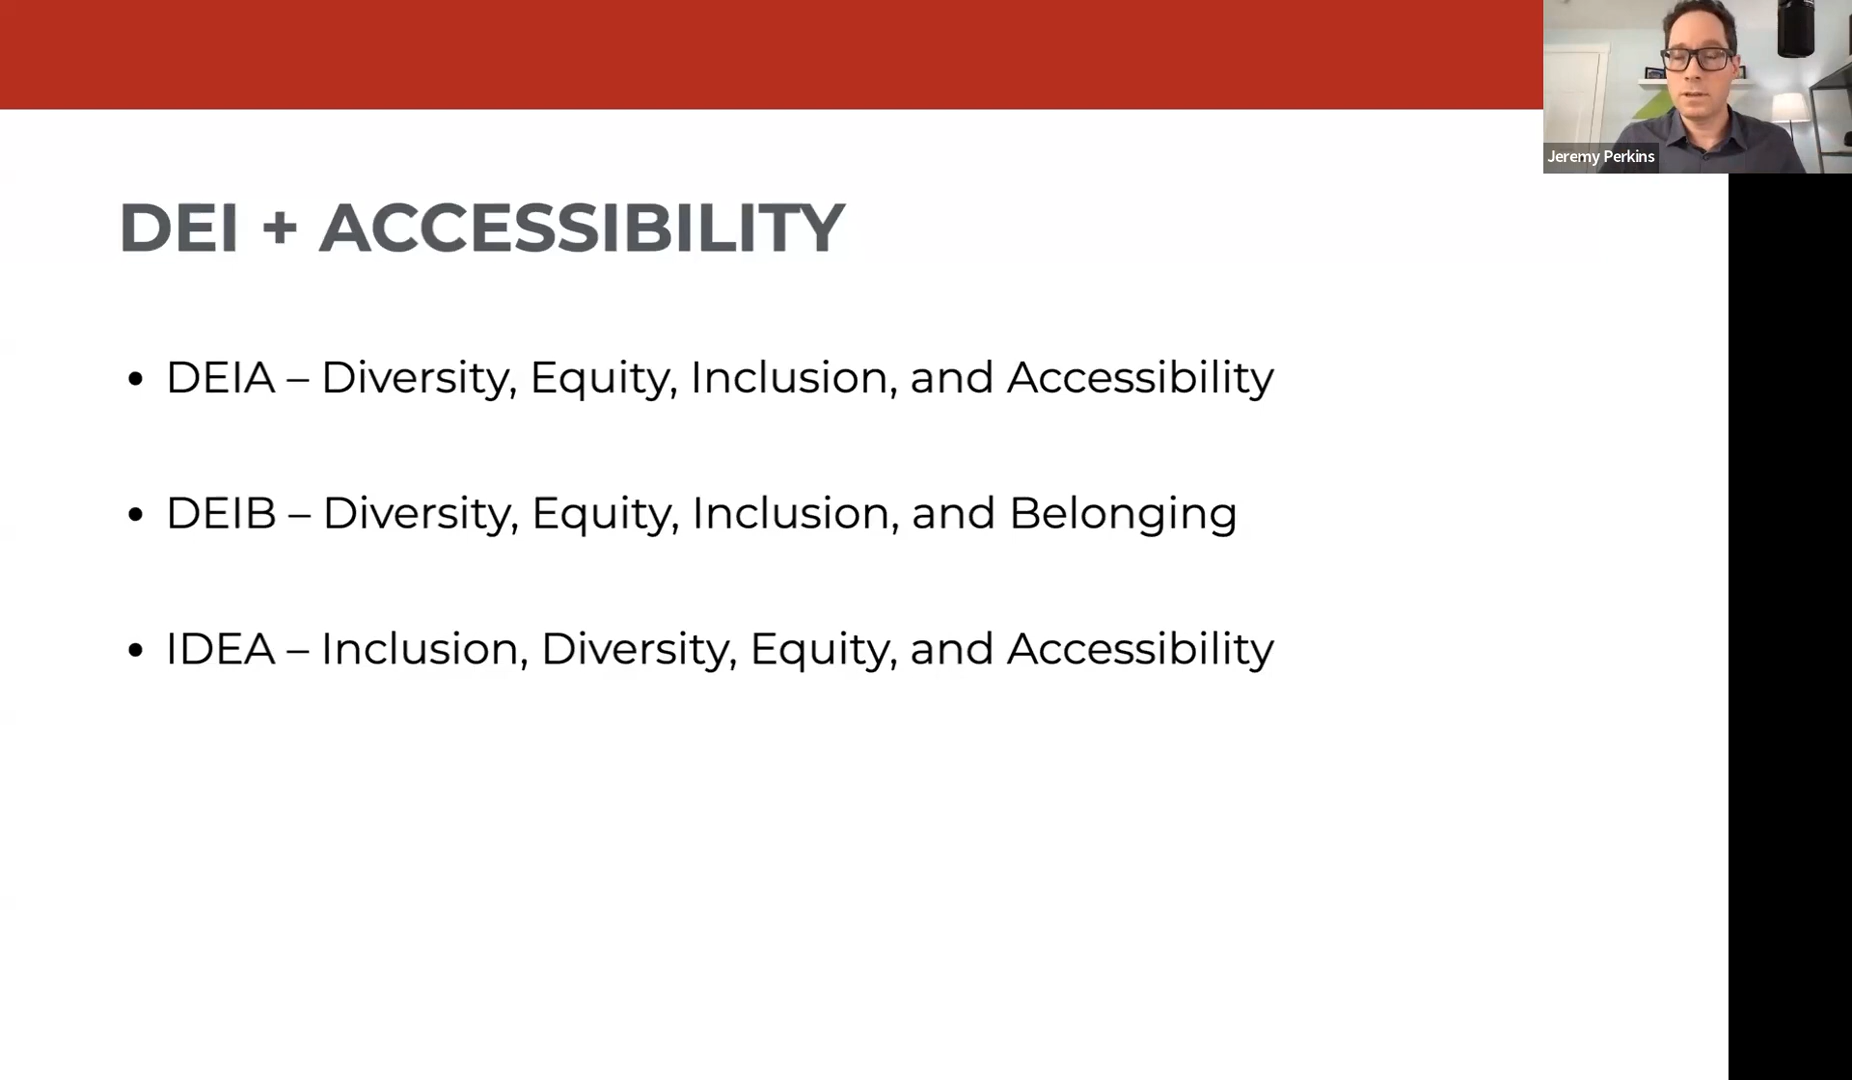 DEI + ACCESSIBILITY
• DEIA – Diversity, Equity, Inclusion, and Accessibility
• DEIB – Diversity, Equity, Inclusion, and Belonging
• IDEA – Inclusion, Diversity, Equity, and Accessibility
Jeremy Perkins